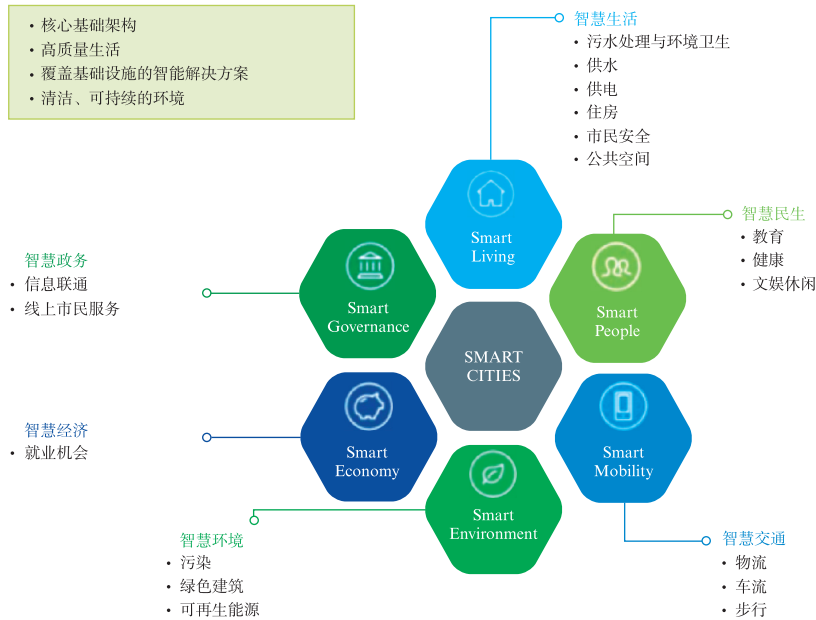 • 核心基础架构
• 高质量生活
• 覆盖基础设施的智能解决方案
• 清洁、可持续的环境
智慧生活
• 污水处理与环境卫生
• 供水
• 供电
• 住房
• 市民安全
• 公共空间
智慧民生
• 教育
• 健康
• 文娱休闲
智慧政务
• 信息联通
• 线上市民服务
Smart
Living
Smart
Governance
Smart
People
SMART
CITIES
智慧经济
• 就业机会
Smart
Economy
Smart
Mobility
Smart
Environment
智慧环境
• 污染
• 绿色建筑
• 可再生能源
智慧交通
• 物流
• 车流
• 步行